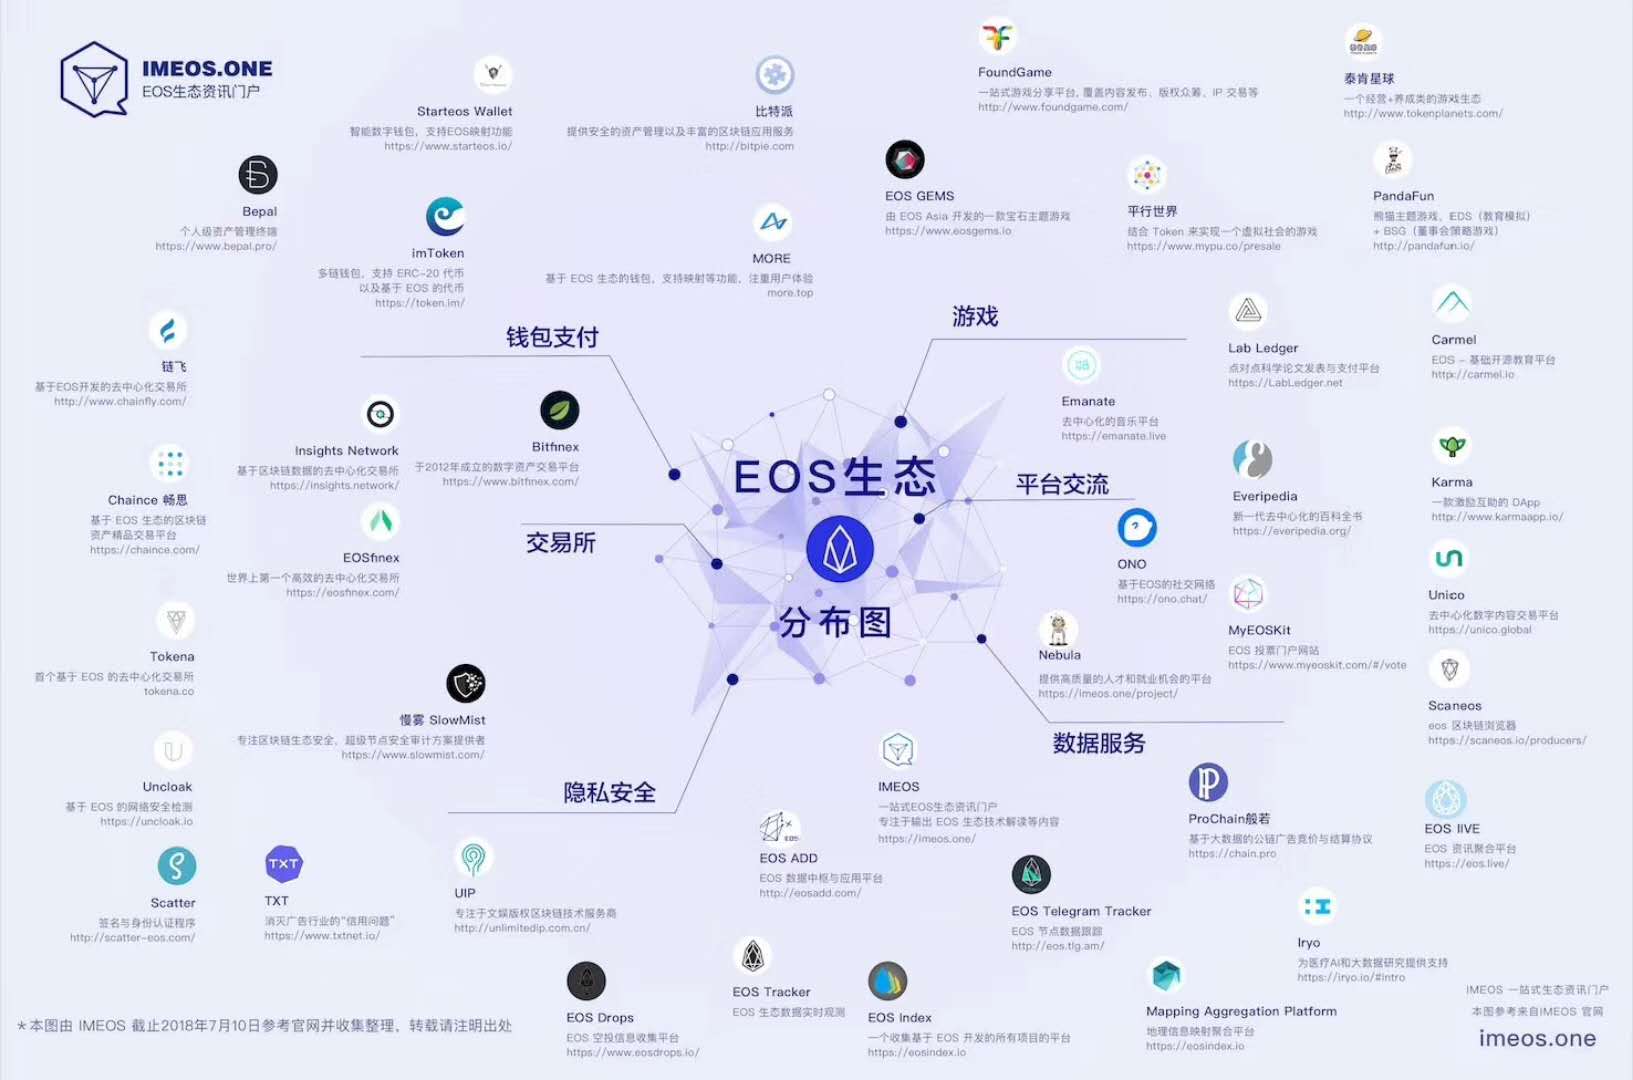 IMEOS.ONE
EOS生态资讯门户
Starteos Wallet
智能数字钱包，支持EOS映射功能
https://www.starteos.io/
比特派
提供安全的资产管理以及丰富的区块链应用服务
http://bitpie.com
Bepal
个人级资产管理终端
https://www.bepal.pro/
imToken
多链钱包，支持 ERC-20 代币
以及基于 EOS 的代币
https://token.im/
MORE
基于 EOS 生态的钱包，支持映射等功能，注重用户体验
more.top
钱包支付
FoundGame
一站式游戏分享平台, 覆盖内容发布、版权众筹、IP 交易等
http://www.foundgame.com/
泰肯星球
一个经营+养成类的游戏生态
http://www.tokenplanets.com/
EOS GEMS
由 EOS Asia 开发的一款宝石主题游戏
https://www.eosgems.io
平行世界
结合 Token 来实现一个虚拟社会的游戏
https://www.mypu.co/presale
PandaFun
熊猫主题游戏，EDS（教育模拟）
+ BSG（董事会策略游戏）
http://pandafun.io/
游戏
链飞
基于EOS开发的去中心化交易所
http://www.chainfly.com/
Insights Network
基于区块链数据的去中心化交易所
https://insights.network/
Bitfinex
于2012年成立的数字资产交易平台
https://www.bitfinex.com/
Chaince 畅思
基于 EOS 生态的区块链
资产精品交易平台
https://chaince.com/
EOSfinex
世界上第一个高效的去中心化交易所
https://eosfinex.com/
Tokena
首个基于 EOS 的去中心化交易所
tokena.co
交易所
EOS生态
分布图
Lab Ledger
点对点科学论文发表与支付平台
https://LabLedger.net
Carmel
EOS - 基础开源教育平台
http://carmel.io
Emanate
去中心化的音乐平台
https://emanate.live
Everipedia
新一代去中心化的百科全书
https://everipedia.org/
Karma
一款激励互助的 DApp
http://www.karmaapp.io/
平台交流
ONO
基于EOS的社交网络
https://ono.chat/
MyEOSKit
EOS 投票门户网站
https://www.myeoskit.com/#/vote
Unico
去中心化数字内容交易平台
https://unico.global
Nebula
提供高质量的人才和就业机会的平台
https://imeos.one/project/
Scaneos
eos 区块链浏览器
https://scaneos.io/producers/
慢雾 SlowMist
专注区块链生态安全，超级节点安全审计方案提供者
https://www.slowmist.com/
Uncloak
基于 EOS 的网络安全检测
https://uncloak.io
隐私安全
Scatter
签名与身份认证程序
http://scatter-eos.com/
TXT
TXT
消灭广告行业的“信用问题”
https://www.txtnet.io/
UIP
专注于文娱版权区块链技术服务商
http://unlimitedip.com.cn/
数据服务
IMEOS
一站式EOS生态资讯门户
专注于输出 EOS 生态技术解读等内容
https://imeos.one/
ProChain般若
基于大数据的公链广告竞价与结算协议
https://chain.pro
EOS lIVE
EOS 资讯聚合平台
https://eos.live/
EOS ADD
EOS 数据中枢与应用平台
http://eosadd.com/
EOS Telegram Tracker
EOS 节点数据跟踪
http://eos.tlg.am/
Iryo
为医疗AI和大数据研究提供支持
https://iryo.io/#intro
EOS Drops
EOS 空投信息收集平台
https://www.eosdrops.io/
EOS Tracker
EOS 生态数据实时观测
EOS Index
一个收集基于 EOS 开发的所有项目的平台
https://eosindex.io
Mapping Aggregation Platform
地理信息映射聚合平台
https://eosindex.io
＊本图由 IMEOS 截止2018年7月10日参考官网并收集整理，转载请注明出处
IMEOS 一站式生态资讯门户
本图参考来自IMEOS 官网
imeos.one